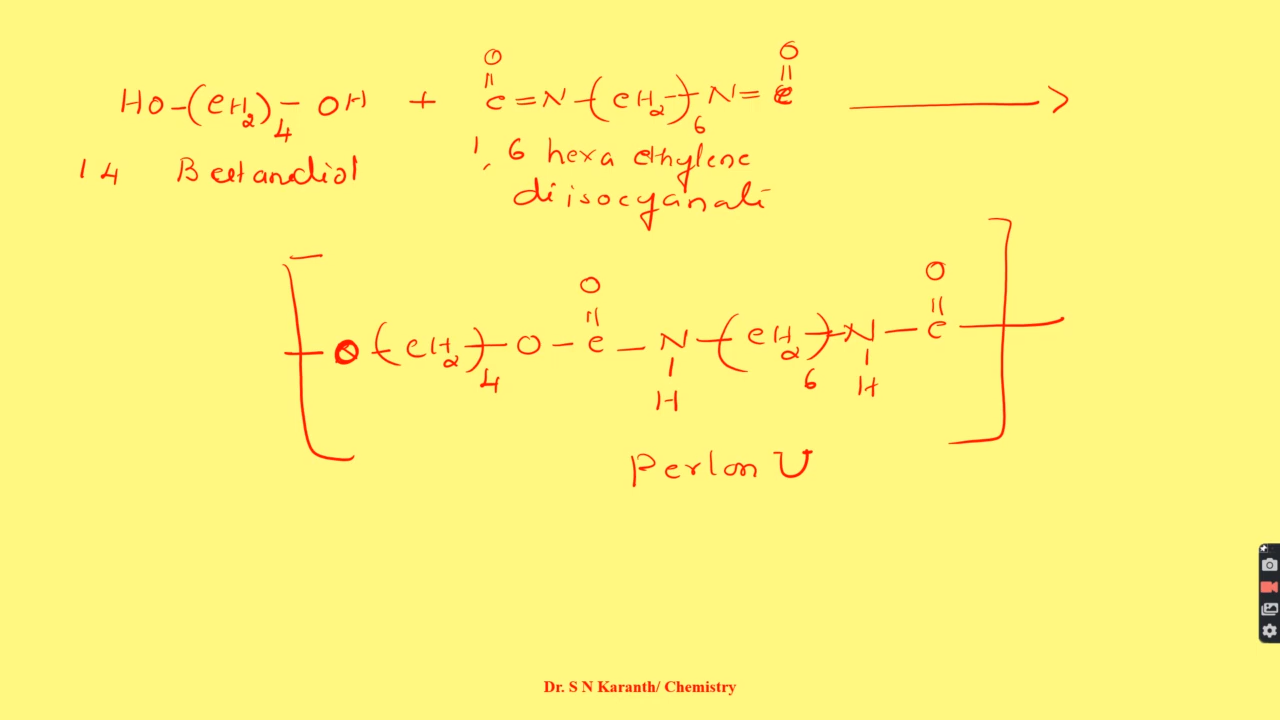 O O
HO-(CH2)4-OH + C=N-(CH2)6-N=C →
1 4 Beetandiol 1, 6 hexa ethylene
diisocyanate
O O
O-(CH2)4-O-C-N-(CH2)6-N-C
H H
Perlon U
Dr. S N Karanth/ Chemistry